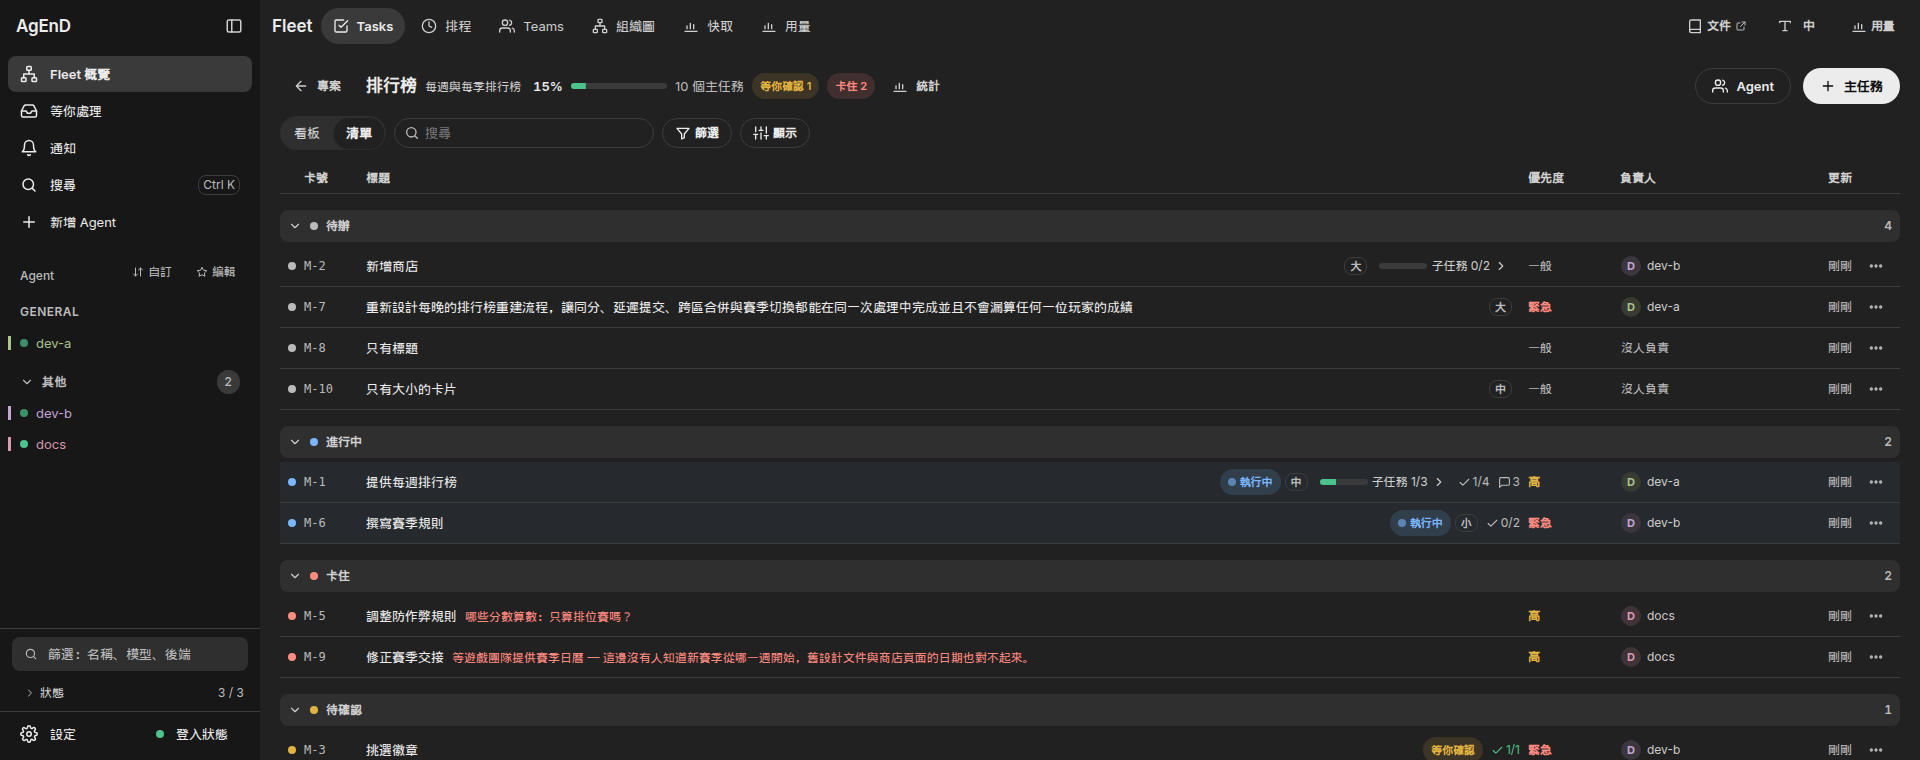 AgEnD
Fleet 概覽
等你處理
通知
搜尋 Ctrl K
新增 Agent
Agent 自訂 編輯
GENERAL
dev-a
其他 2
dev-b
docs
篩選：名稱、模型、後端
狀態 3 / 3
設定 登入狀態
Fleet Tasks 排程 Teams 組織圖 快取 用量 文件 中 用量
專案 排行榜 每週與每季排行榜 15% 10 個主任務 等你確認 1 卡住 2 統計 Agent 主任務
看板 清單 搜尋 篩選 顯示
卡號 標題 優先度 負責人 更新
待辦 4
M-2 新增商店 大 子任務 0/2 一般 D dev-b 剛剛
M-7 重新設計每晚的排行榜重建流程，讓同分、延遲提交、跨區合併與賽季切換都能在同一次處理中完成並且不會漏算任何一位玩家的成績 大 緊急 D dev-a 剛剛
M-8 只有標題 一般 沒人負責 剛剛
M-10 只有大小的卡片 中 一般 沒人負責 剛剛
進行中 2
M-1 提供每週排行榜 執行中 中 子任務 1/3 1/4 3 高 D dev-a 剛剛
M-6 撰寫賽季規則 執行中 小 0/2 緊急 D dev-b 剛剛
卡住 2
M-5 調整防作弊規則 哪些分數算數：只算排位賽嗎？ 高 D docs 剛剛
M-9 修正賽季交接 等遊戲團隊提供賽季日曆 — 這邊沒有人知道新賽季從哪一週開始，舊設計文件與商店頁面的日期也對不起來。 高 D docs 剛剛
待確認 1
M-3 挑選徽章 等你確認 1/1 緊急 D dev-b 剛剛